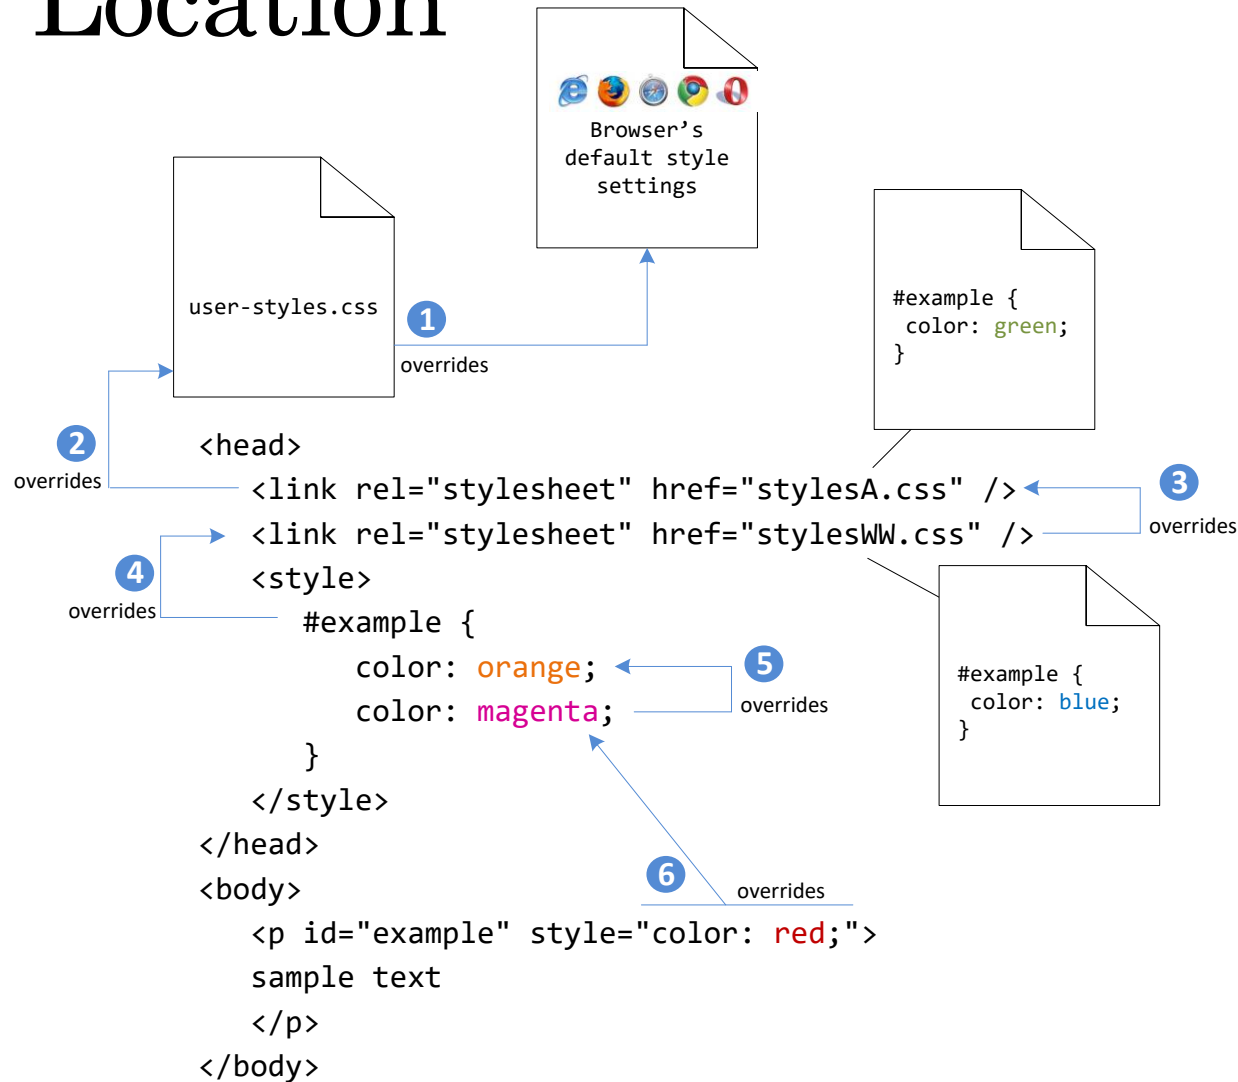 Location
Browser’s
default style
settings
user-styles.css
1
overrides
#example {
color: green;
}
2
overrides
<head>
<link rel="stylesheet" href="stylesA.css" />
3
overrides
<link rel="stylesheet" href="stylesWW.css" />
4
overrides
<style>
#example {
color: orange;
5
overrides
color: magenta;
}
#example {
color: blue;
}
</style>
</head>
<body>
6
overrides
<p id="example" style="color: red;">
sample text
</p>
</body>